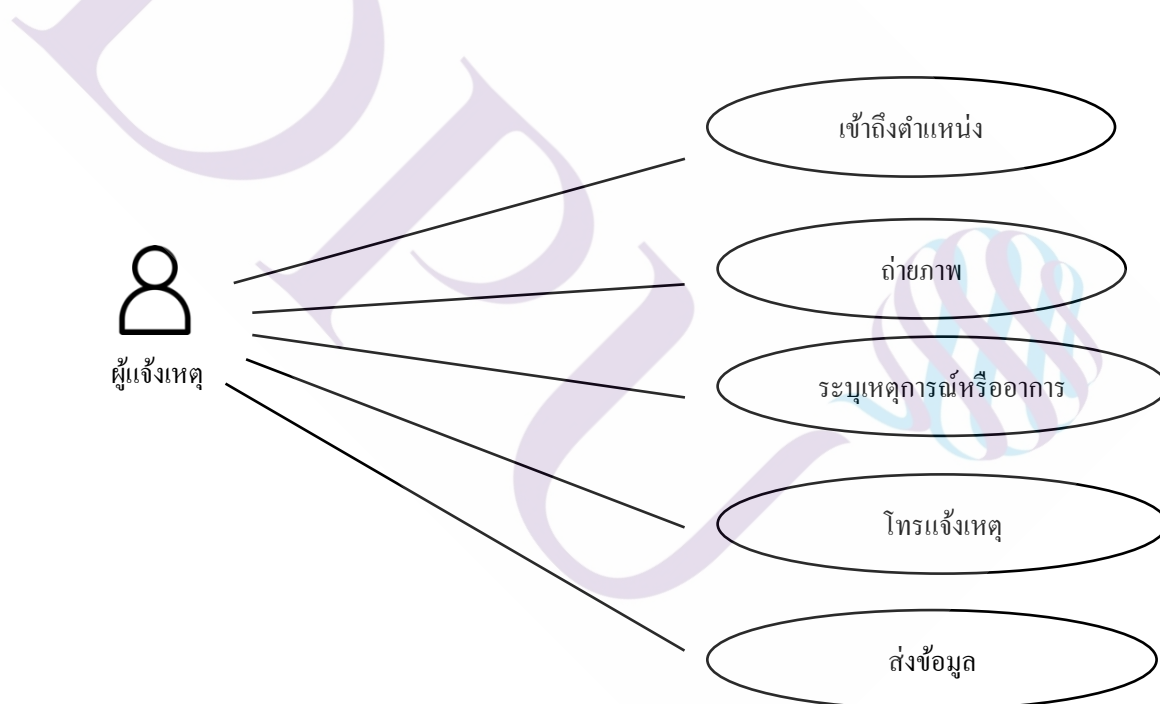 เข้าถึงตำแหน่ง
ถ่ายภาพ
ผู้แจ้งเหตุ
ระบุเหตุการณ์หรืออาการ
โทรแจ้งเหตุ
ส่งข้อมูล
DPU